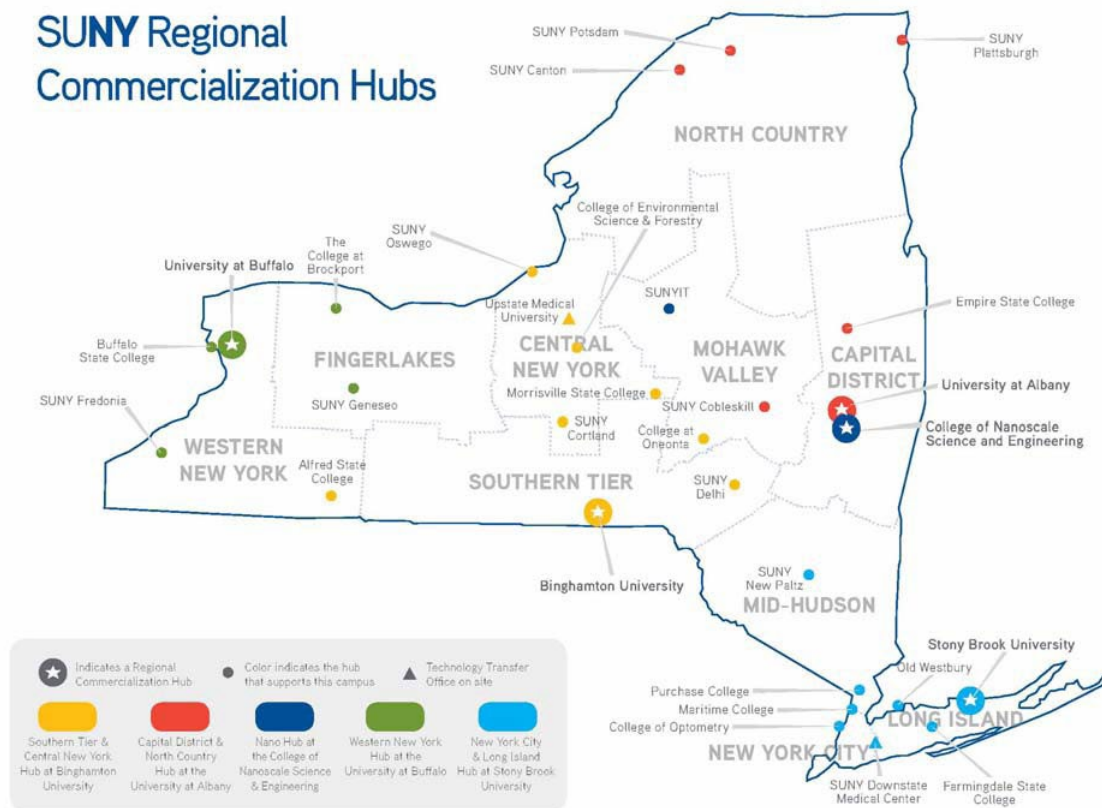 SUNY Regional
Commercialization Hubs
SUNY Potsdam
SUNY Canton
SUNY
Plattsburgh
NORTH COUNTRY
College of Environmental
Science & Forestry
SUNY
Oswego
The
College at
Brockport
University at Buffalo
Upstate Medical
University
SUNYIT
Empire State College
Buffalo
State College
FINGERLAKES
CENTRAL
NEW YORK
MOHAWK
VALLEY
CAPITAL
DISTRICT
University at Albany
SUNY Fredonia
SUNY Geneseo
Morrisville State College
SUNY Cobleskill
College of Nanoscale
Science and Engineering
SUNY
Cortland
College at
Oneonta
WESTERN
NEW YORK
Alfred State
College
SOUTHERN TIER
SUNY
Delhi
Binghamton University
SUNY
New Paltz
MID-HUDSON
Stony Brook University
Old Westbury
Purchase College
Maritime College
College of Optometry
LONG ISLAND
NEW YORK CITY
SUNY Downstate
Medical Center
Farmingdale State
College
Indicates a Regional
Commercialization Hub
Color indicates the hub
that supports this campus
Technology Transfer
Office on site
Southern Tier &
Central New York
Hub at Binghamton
University
Capital District &
North Country
Hub at the
University at Albany
Nano Hub at
the College of
Nanoscale Science
& Engineering
Western New York
Hub at the
University at Buffalo
New York City
& Long Island
Hub at Stony Brook
University